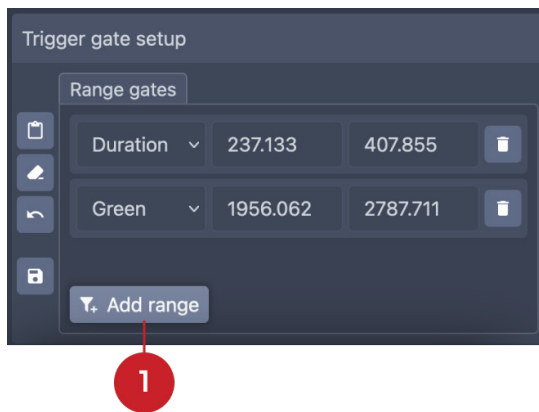 Trigger gate setup
Range gates
Duration 237.133 407.855
Green 1956.062 2787.711
Add range
1